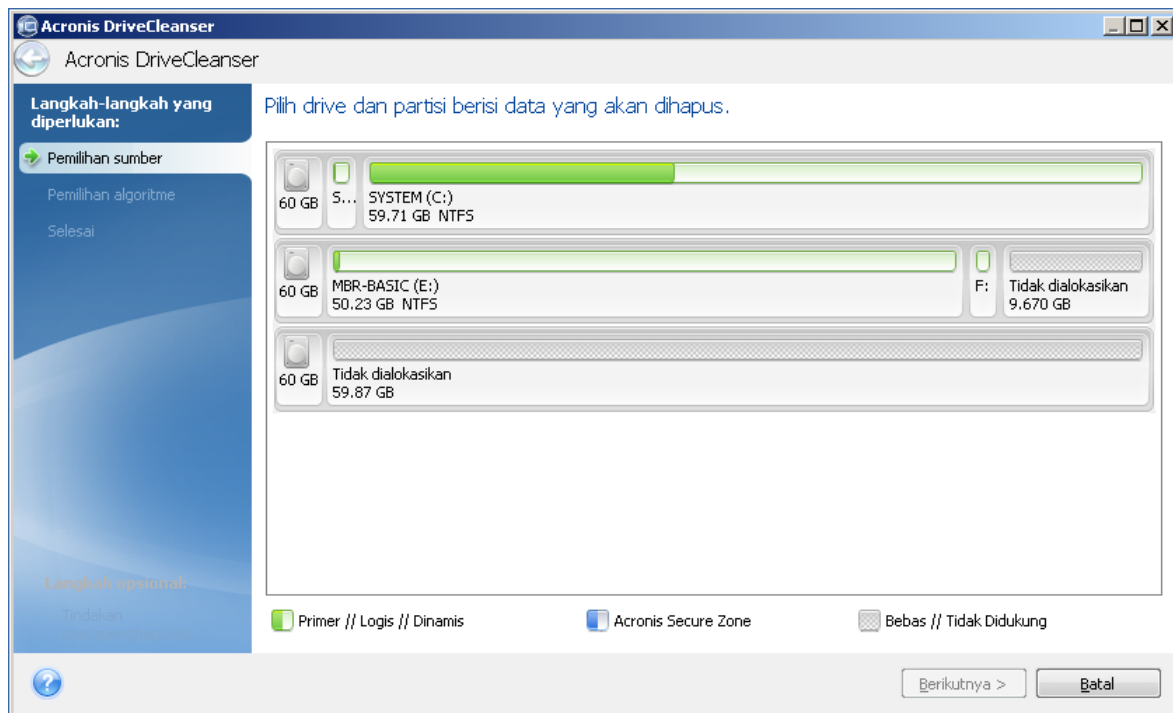 Acronis DriveCleanser
Acronis DriveCleanser
Langkah-langkah yang
diperlukan:
Pemilihan sumber
Pemilihan algoritme
Selesai
Langkah opsional:
Tindakan
Pilih drive dan partisi berisi data yang akan dihapus.
60 GB
S...
SYSTEM (C:)
59.71 GB NTFS
60 GB
MBR-BASIC (E:)
50.23 GB NTFS
F:
Tidak dialokasikan
9.670 GB
60 GB
Tidak dialokasikan
59.87 GB
Primer // Logis // Dinamis
Acronis Secure Zone
Bebas // Tidak Didukung
Berikutnya >
Batal